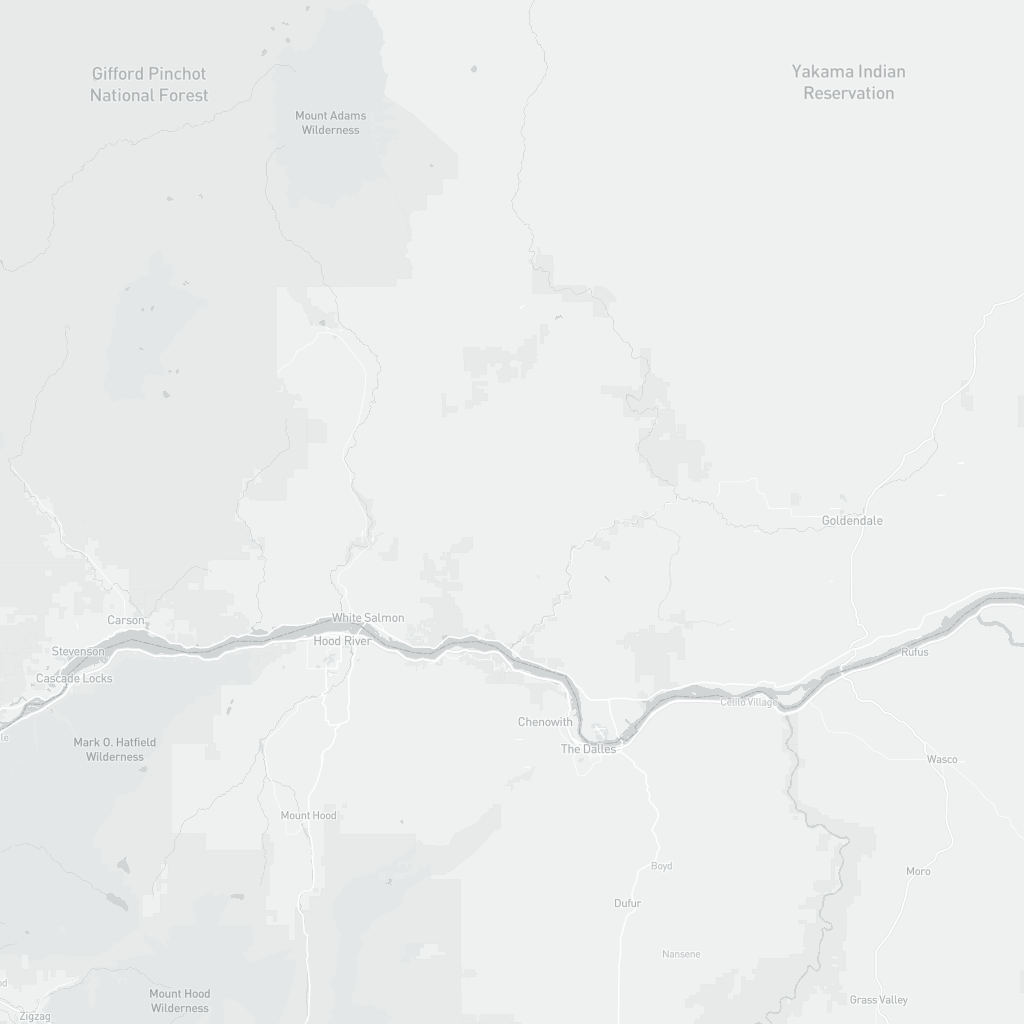 Gifford Pinchot
National Forest
Yakama Indian
Reservation
Mount Adams
Wilderness
Goldendale
Carson
White Salmon
Hood River
Stevenson
Rufus
Cascade Locks
Celilo Village
Chenowith
The Dalles
Mark O. Hatfield
Wilderness
Wasco
Mount Hood
Boyd
Moro
Dufur
Nansene
Mount Hood
Wilderness
Grass Valley
Zigzag